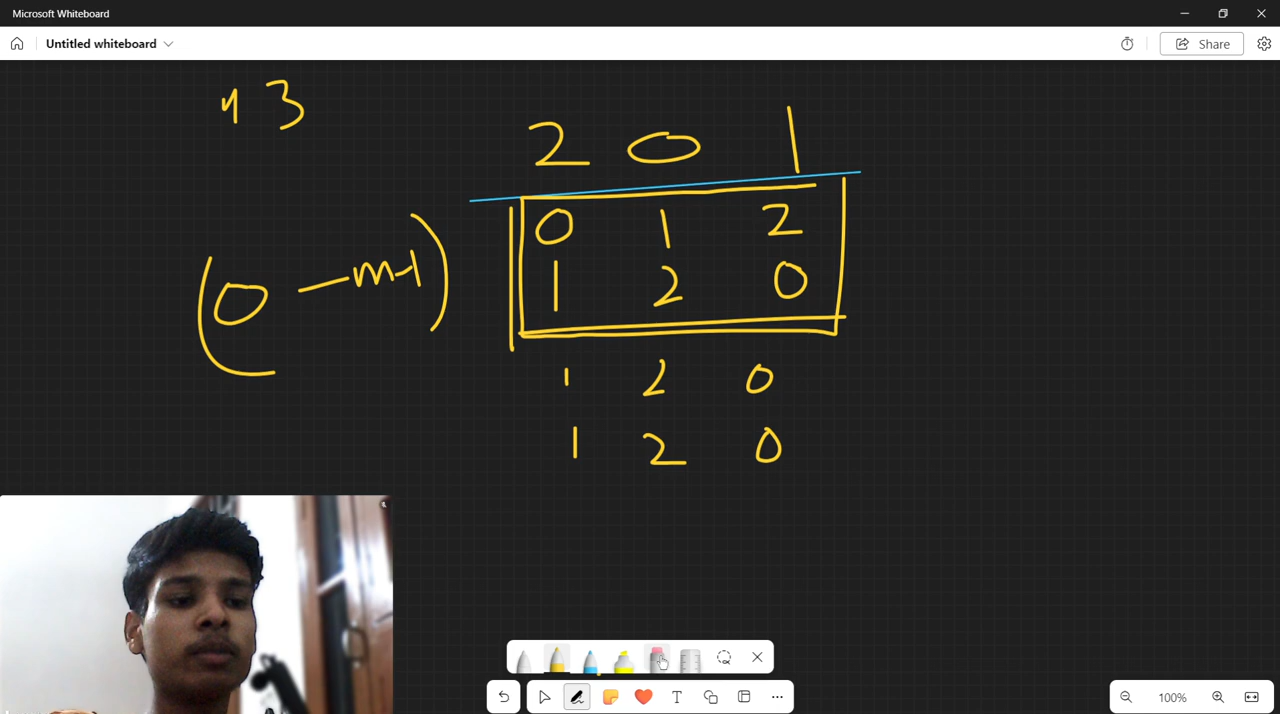 Microsoft Whiteboard
Untitled whiteboard
Share
4 3
2 0 1
0 1 2
(0 — m-1)
1 2 0
1 2 0
1 2 0
100%